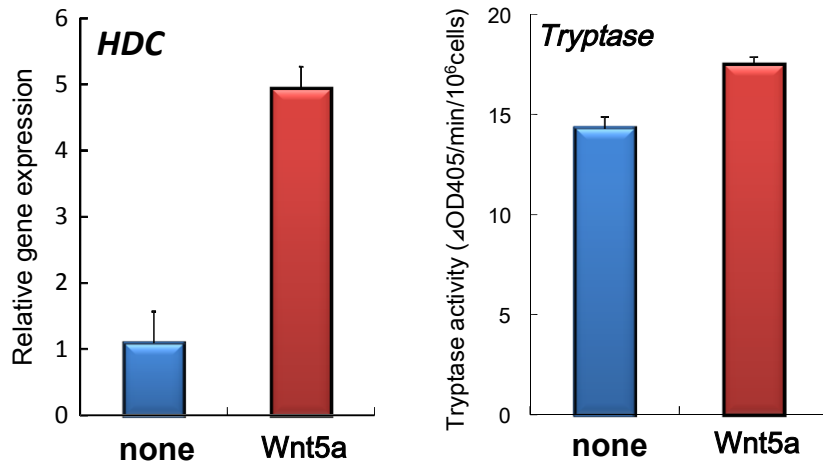 HDC
Relative gene expression
6
5
4
3
2
1
0
none
Wnt5a
Tryptase
Tryptase activity (⊿OD405/min/10⁶cells)
20
15
10
5
0
none
Wnt5a